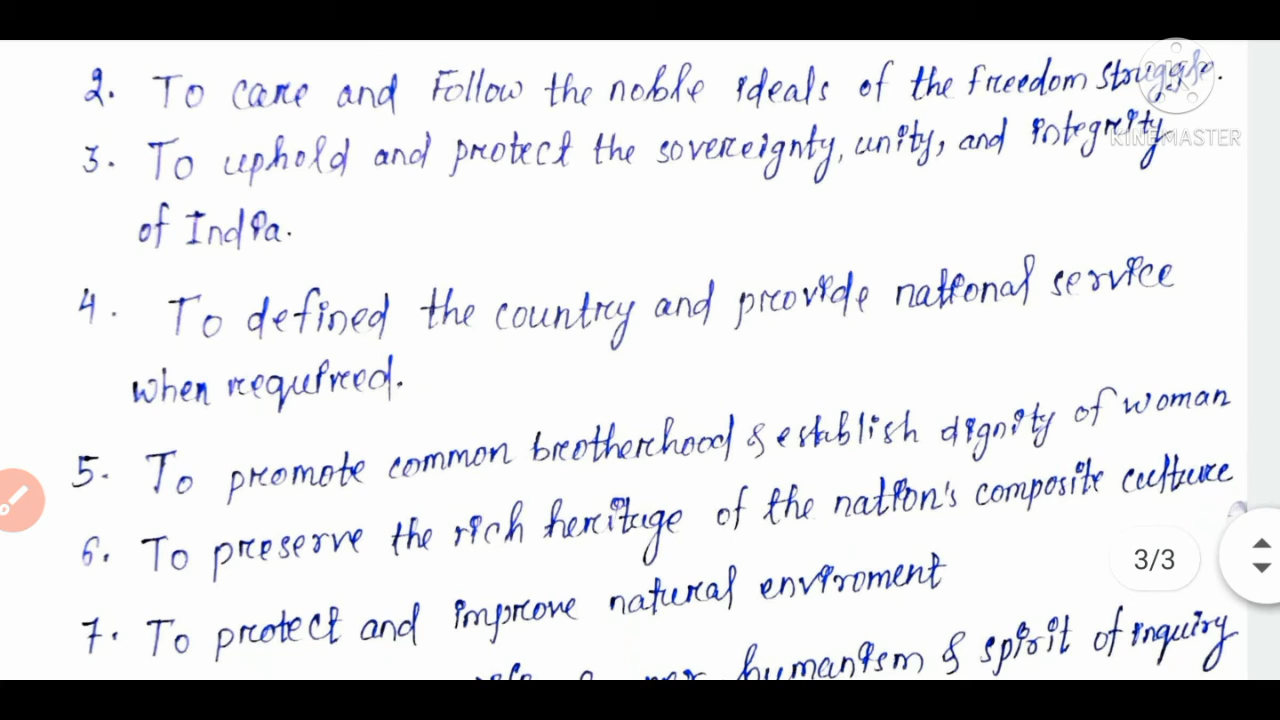 2. To care and Follow the noble ideals of the freedom struggle.
KINEMASTER
3. To uphold and protect the sovereignty, unity, and integrity
of India.
4. To defined the country and provide national service
when required.
5. To promote common brotherhood & establish dignity of woman
6. To preserve the rich heritage of the nation's composite culture
3/3
7. To protect and improve natural enviroment
humanism & spirit of inquiry